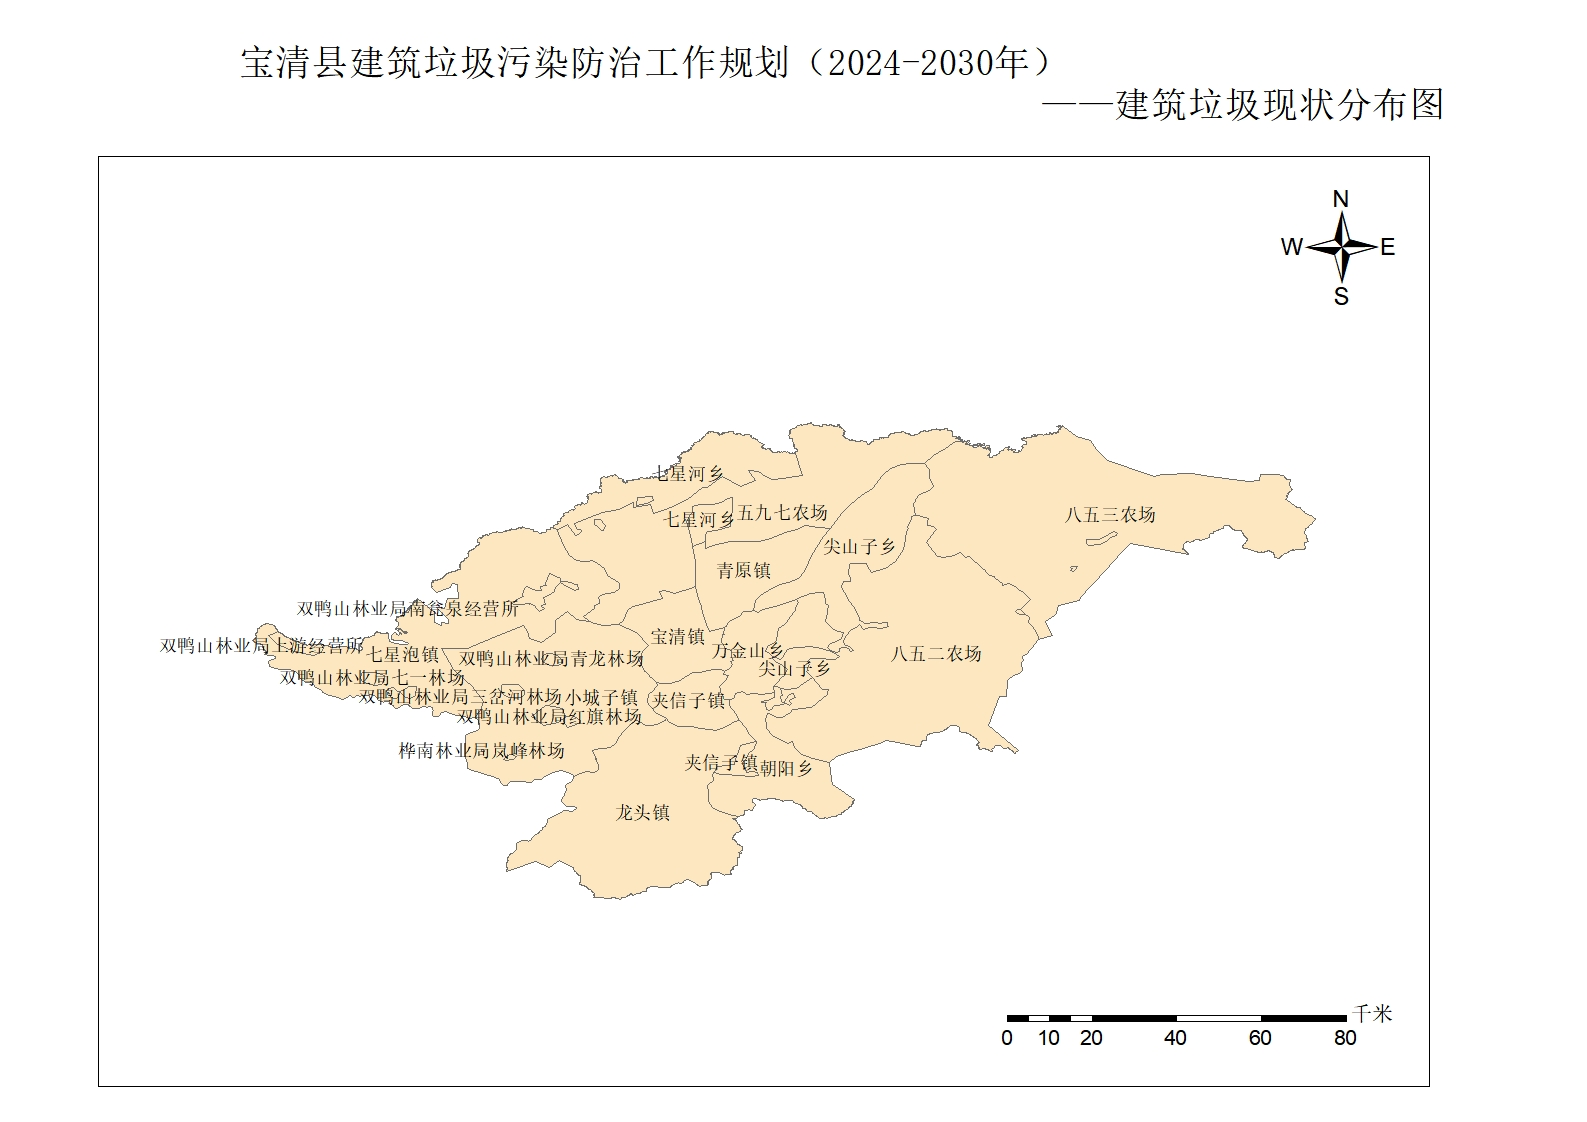 宝清县建筑垃圾污染防治工作规划（2024-2030年）
——建筑垃圾现状分布图
N
W E
S
七星河乡
七星河乡
五九七农场
八五三农场
尖山子乡
青原镇
双鸭山林业局南瓮泉经营所
宝清镇
双鸭山林业局上游经营所
七星泡镇
双鸭山林业局青龙林场
万金山乡
八五二农场
尖山子乡
双鸭山林业局七一林场
双鸭山林业局三岔河林场
小城子镇
夹信子镇
双鸭山林业局红旗林场
桦南林业局岚峰林场
夹信子镇
朝阳乡
龙头镇
千米
0 10 20 40 60 80